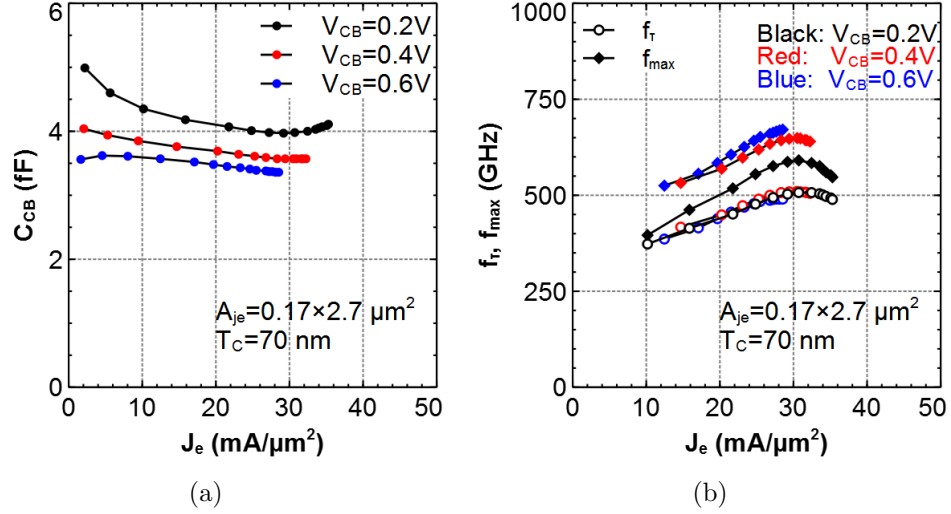 C_CB (fF)
8
6
4
2
0
V_CB=0.2V
V_CB=0.4V
V_CB=0.6V
A_je=0.17×2.7 µm²
T_C=70 nm
0 10 20 30 40 50
J_e (mA/µm²)
(a)
f_τ, f_max (GHz)
1000
750
500
250
0
f_τ
f_max
Black: V_CB=0.2V
Red: V_CB=0.4V
Blue: V_CB=0.6V
A_je=0.17×2.7 µm²
T_C=70 nm
0 10 20 30 40 50
J_e (mA/µm²)
(b)